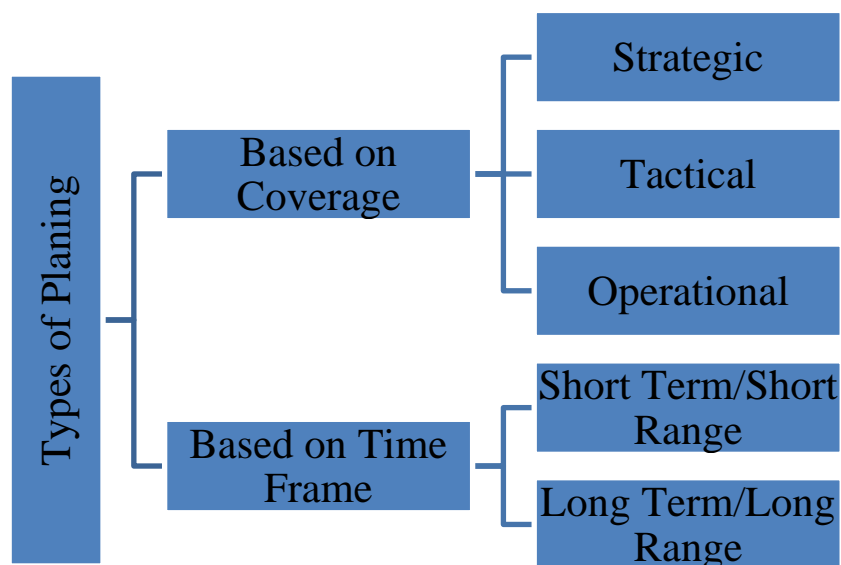 Types of Planing
Based on
Coverage
Strategic
Tactical
Operational
Based on Time
Frame
Short Term/Short
Range
Long Term/Long
Range